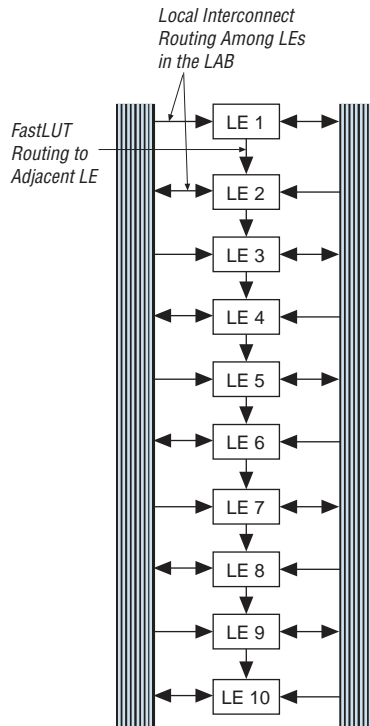 Local Interconnect
Routing Among LEs
in the LAB
FastLUT
Routing to
Adjacent LE
LE 1
LE 2
LE 3
LE 4
LE 5
LE 6
LE 7
LE 8
LE 9
LE 10